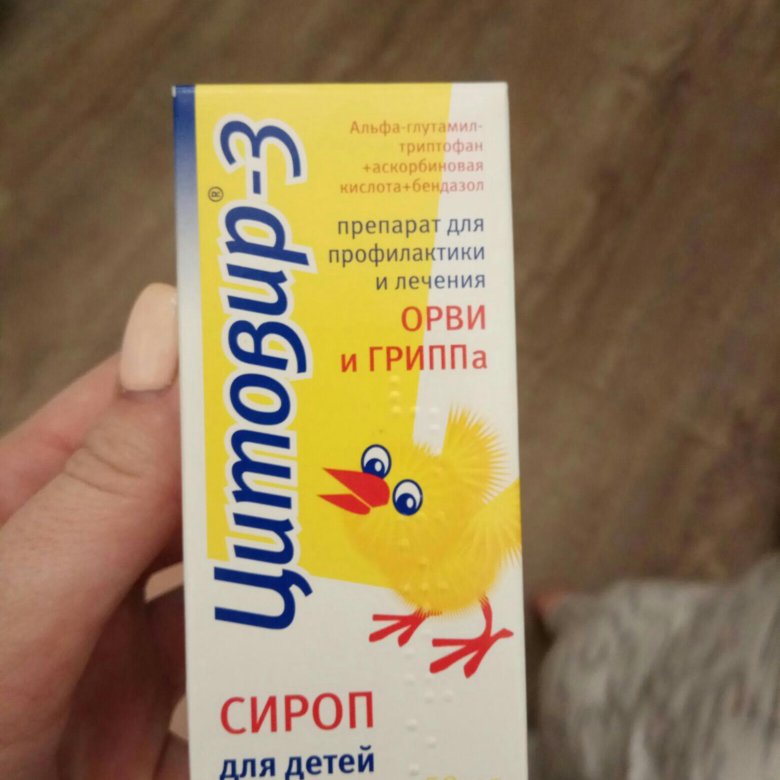 Цитовир®-3
Альфа-глутамил-
триптофан
+аскорбиновая
кислота+бендазол
препарат для
профилактики
и лечения
ОРВИ
и ГРИППа
СИРОП
для детей